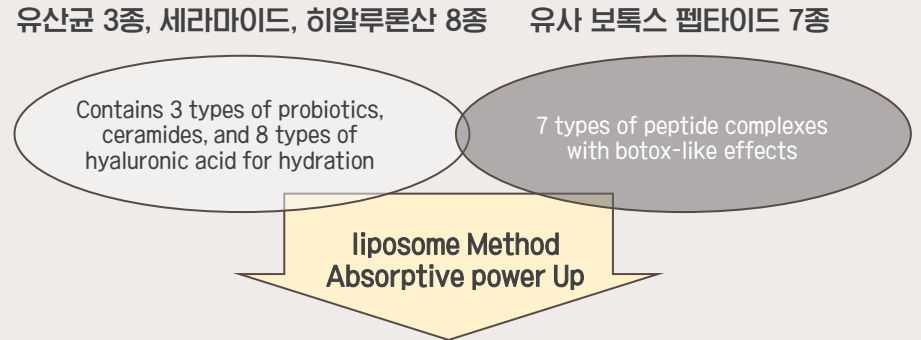 유산균 3종, 세라마이드, 히알루론산 8종
유사 보톡스 펩타이드 7종
Contains 3 types of probiotics,
ceramides, and 8 types of
hyaluronic acid for hydration
7 types of peptide complexes
with botox-like effects
liposome Method
Absorptive power Up